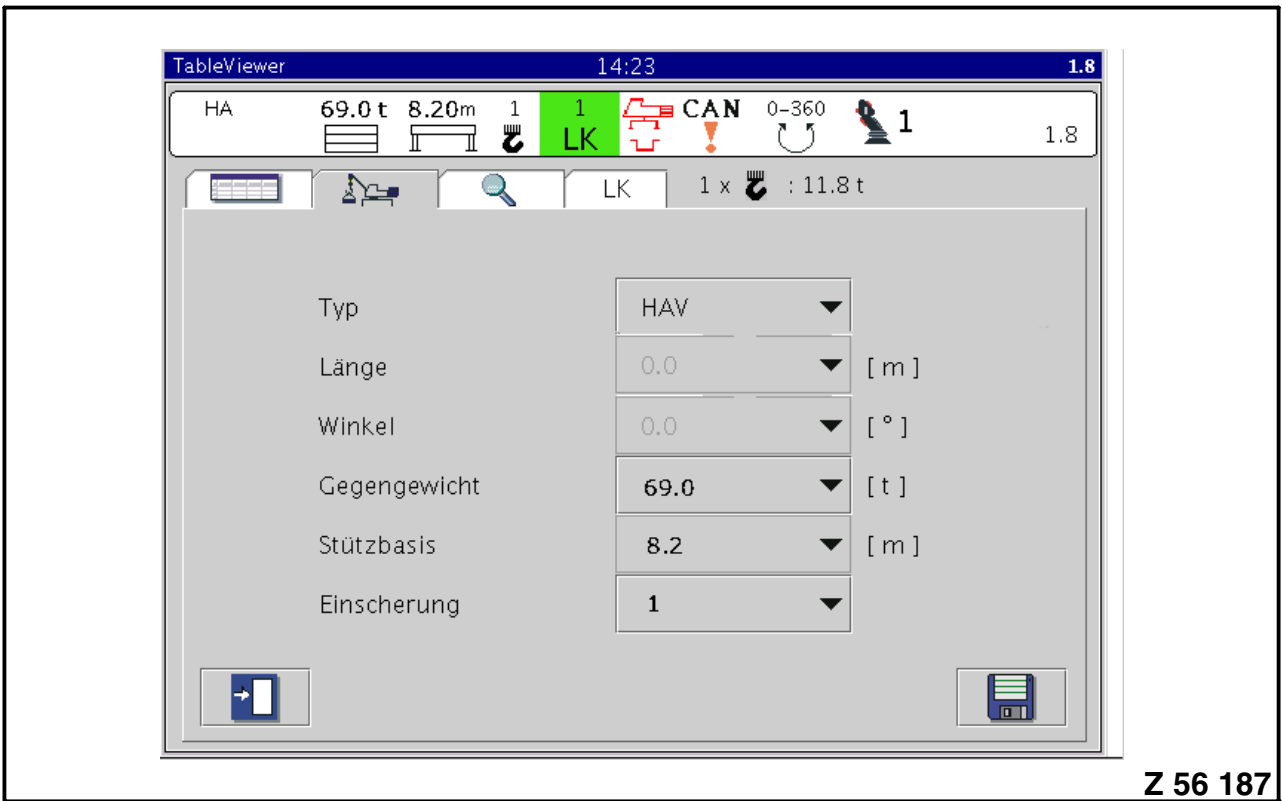 TableViewer 14:23 1.8
HA 69.0 t 8.20m 1 1 LK CAN 0-360 1 1.8
LK 1 x : 11.8 t
Typ HAV
Länge 0.0 [ m ]
Winkel 0.0 [ ° ]
Gegengewicht 69.0 [ t ]
Stützbasis 8.2 [ m ]
Einscherung 1
Z 56 187